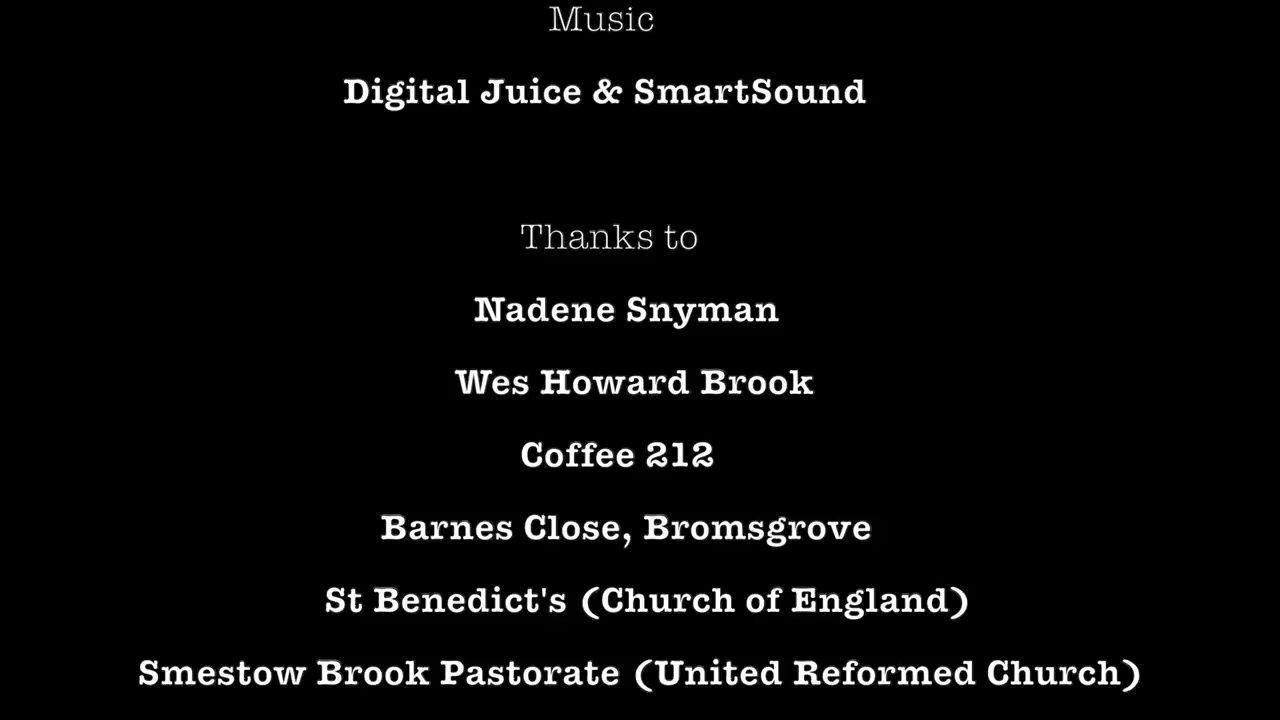 Music
Digital Juice & SmartSound
Thanks to
Nadene Snyman
Wes Howard Brook
Coffee 212
Barnes Close, Bromsgrove
St Benedict's (Church of England)
Smestow Brook Pastorate (United Reformed Church)